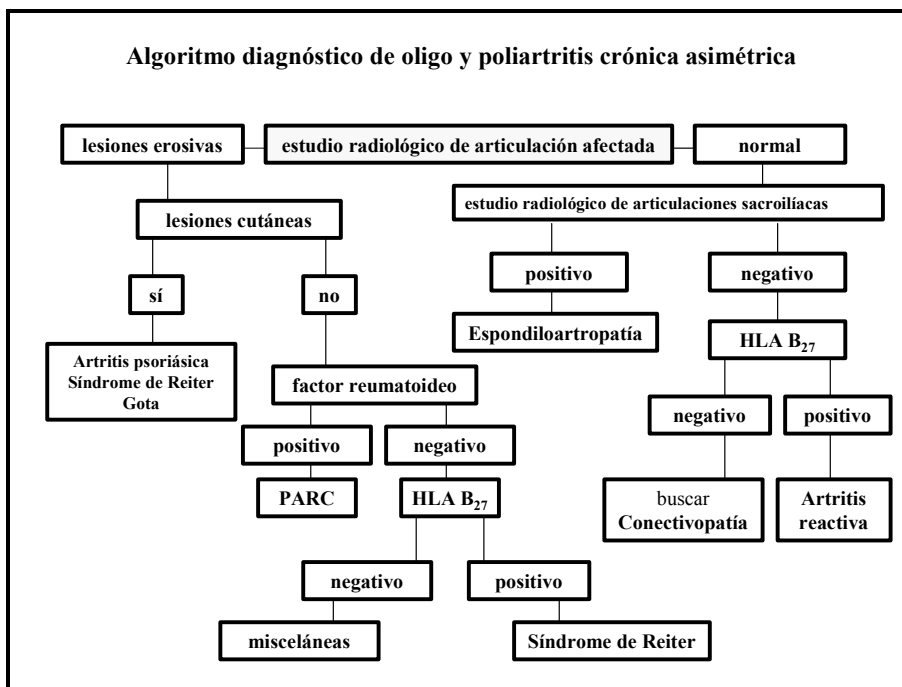 Algoritmo diagnóstico de oligo y poliartritis crónica asimétrica
lesiones erosivas
estudio radiológico de articulación afectada
normal
lesiones cutáneas
estudio radiológico de articulaciones sacroilíacas
sí
no
positivo
negativo
Artritis psoriásica
Síndrome de Reiter
Gota
Espondiloartropatía
HLA B₂₇
factor reumatoideo
negativo
positivo
positivo
negativo
PARC
HLA B₂₇
buscar
Conectivopatía
Artritis
reactiva
negativo
positivo
misceláneas
Síndrome de Reiter